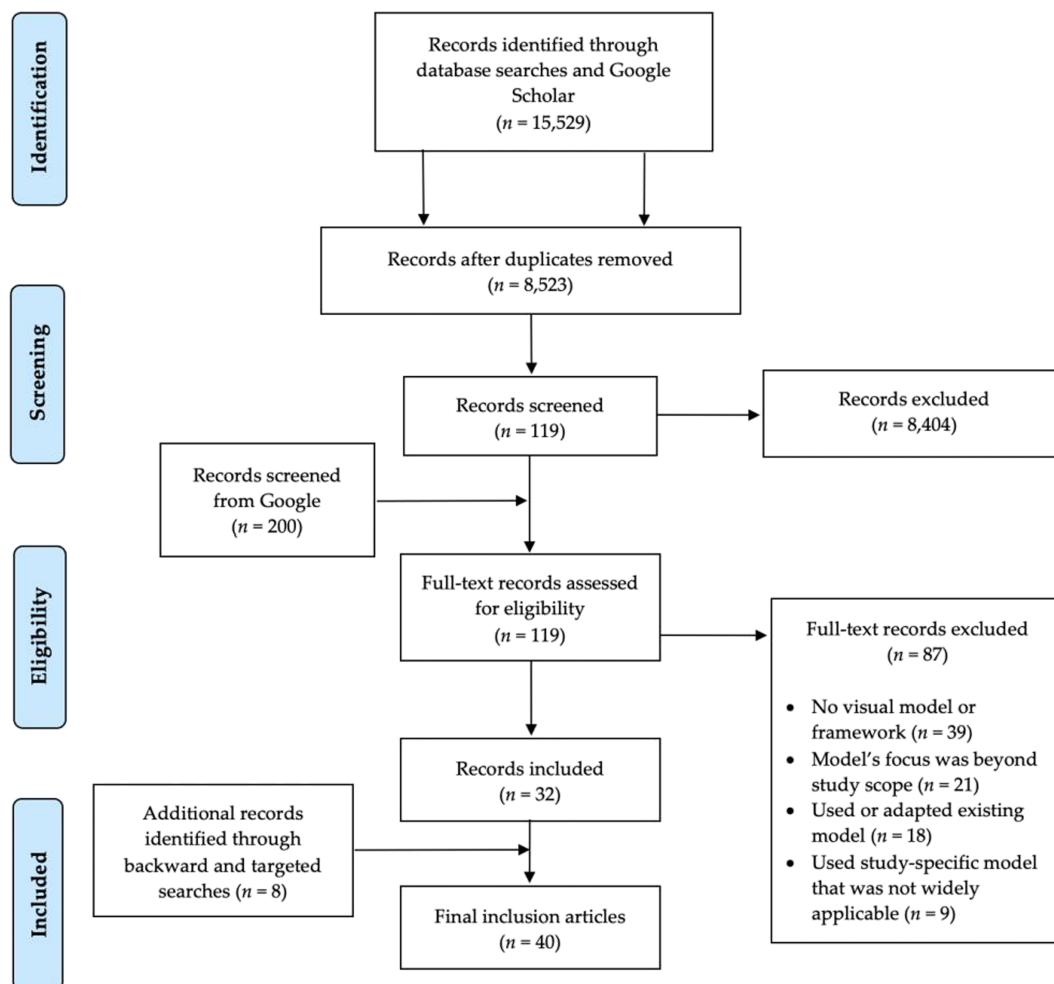 Identification
Records identified through
database searches and Google
Scholar
(n = 15,529)
Records after duplicates removed
(n = 8,523)
Screening
Records screened
(n = 119)
Records excluded
(n = 8,404)
Records screened
from Google
(n = 200)
Eligibility
Full-text records assessed
for eligibility
(n = 119)
Full-text records excluded
(n = 87)
• No visual model or
framework (n = 39)
• Model’s focus was beyond
study scope (n = 21)
• Used or adapted existing
model (n = 18)
• Used study-specific model
that was not widely
applicable (n = 9)
Records included
(n = 32)
Included
Additional records
identified through
backward and targeted
searches (n = 8)
Final inclusion articles
(n = 40)